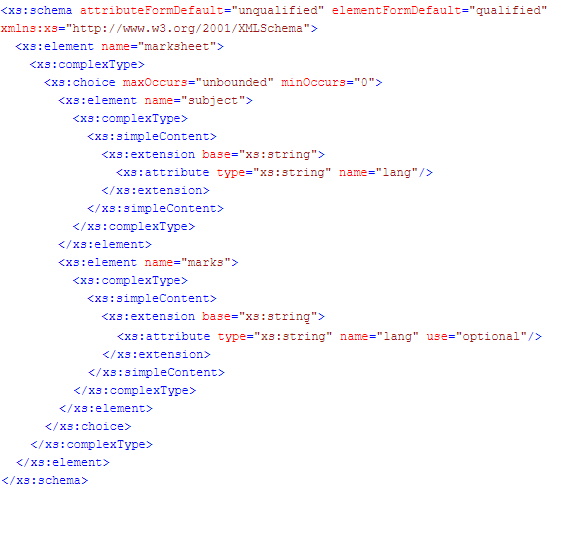 <xs:schema attributeFormDefault="unqualified" elementFormDefault="qualified"
xmlns:xs="http://www.w3.org/2001/XMLSchema">
  <xs:element name="marksheet">
    <xs:complexType>
      <xs:choice maxOccurs="unbounded" minOccurs="0">
        <xs:element name="subject">
          <xs:complexType>
            <xs:simpleContent>
              <xs:extension base="xs:string">
                <xs:attribute type="xs:string" name="lang"/>
              </xs:extension>
            </xs:simpleContent>
          </xs:complexType>
        </xs:element>
        <xs:element name="marks">
          <xs:complexType>
            <xs:simpleContent>
              <xs:extension base="xs:string">
                <xs:attribute type="xs:string" name="lang" use="optional"/>
              </xs:extension>
            </xs:simpleContent>
          </xs:complexType>
        </xs:element>
      </xs:choice>
    </xs:complexType>
  </xs:element>
</xs:schema>